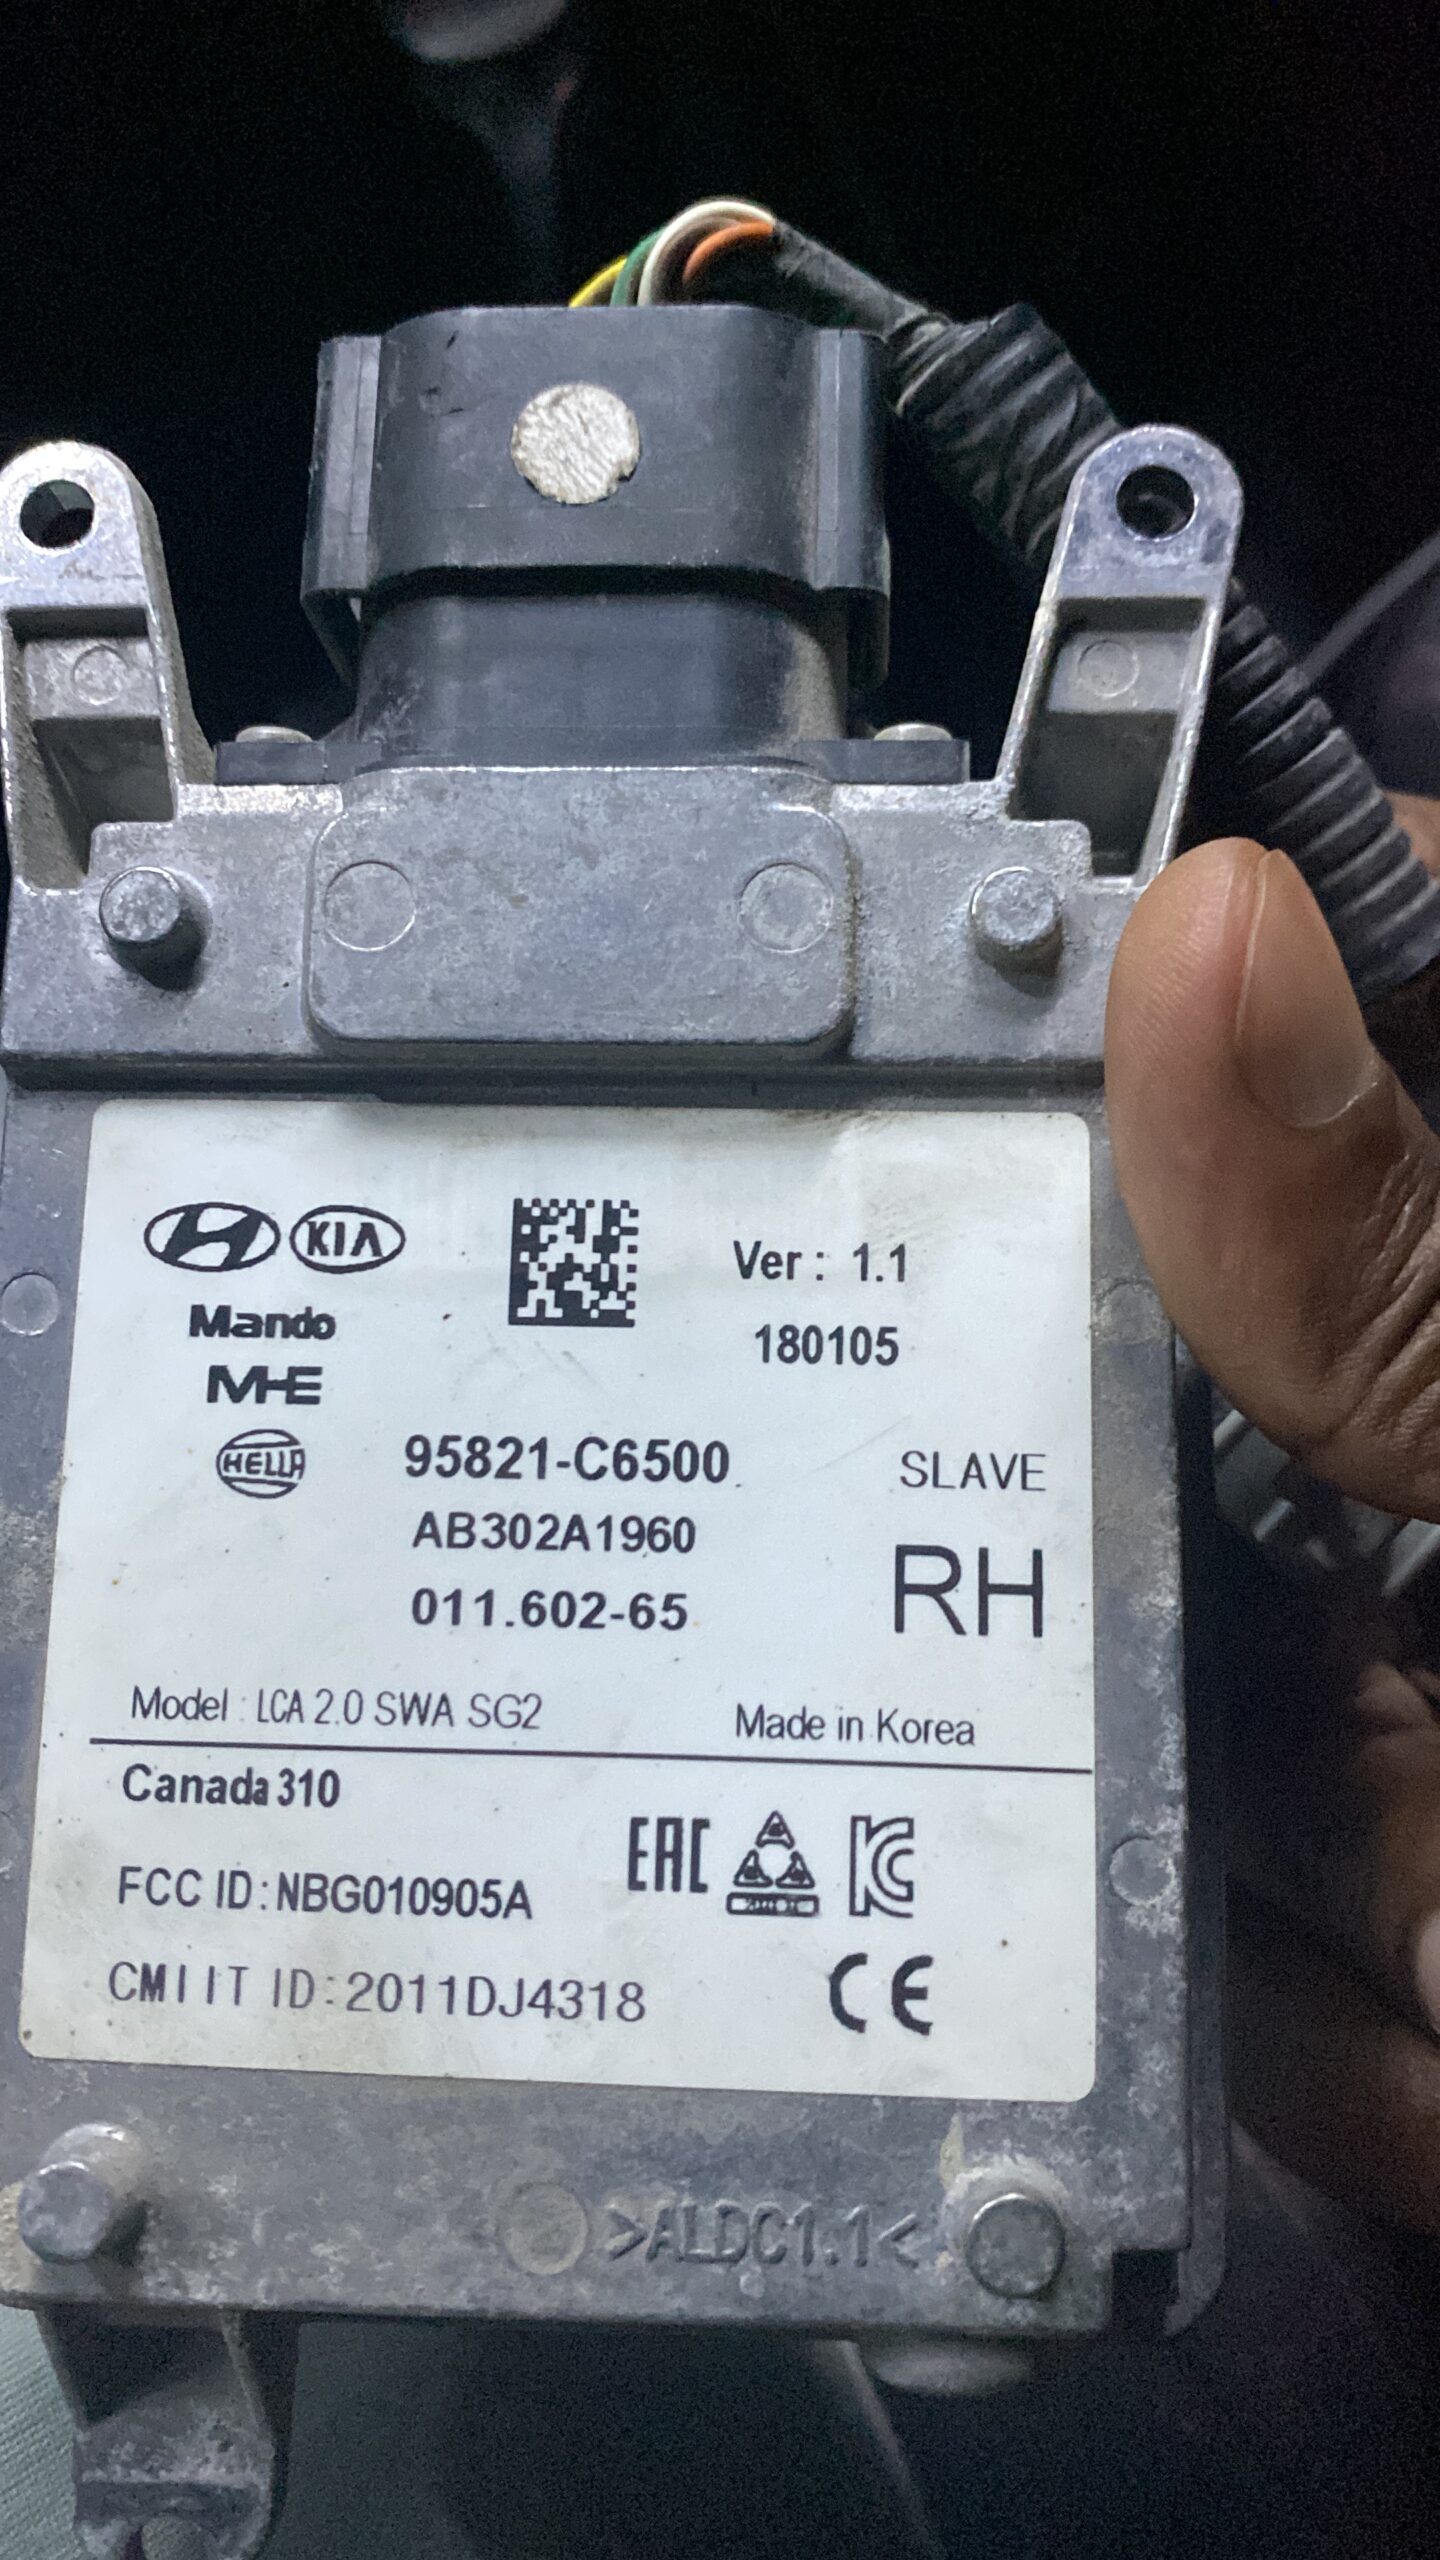 KIA
Mando
M-E
HELLA
Ver : 1.1
180105
95821-C6500
AB302A1960
011.602-65
SLAVE
RH
Model : LCA 2.0 SWA SG2
Made in Korea
Canada 310
FCC ID : NBG010905A
CMIIT ID : 2011DJ4318
EAC
KC
CE
>ALDC1.1<